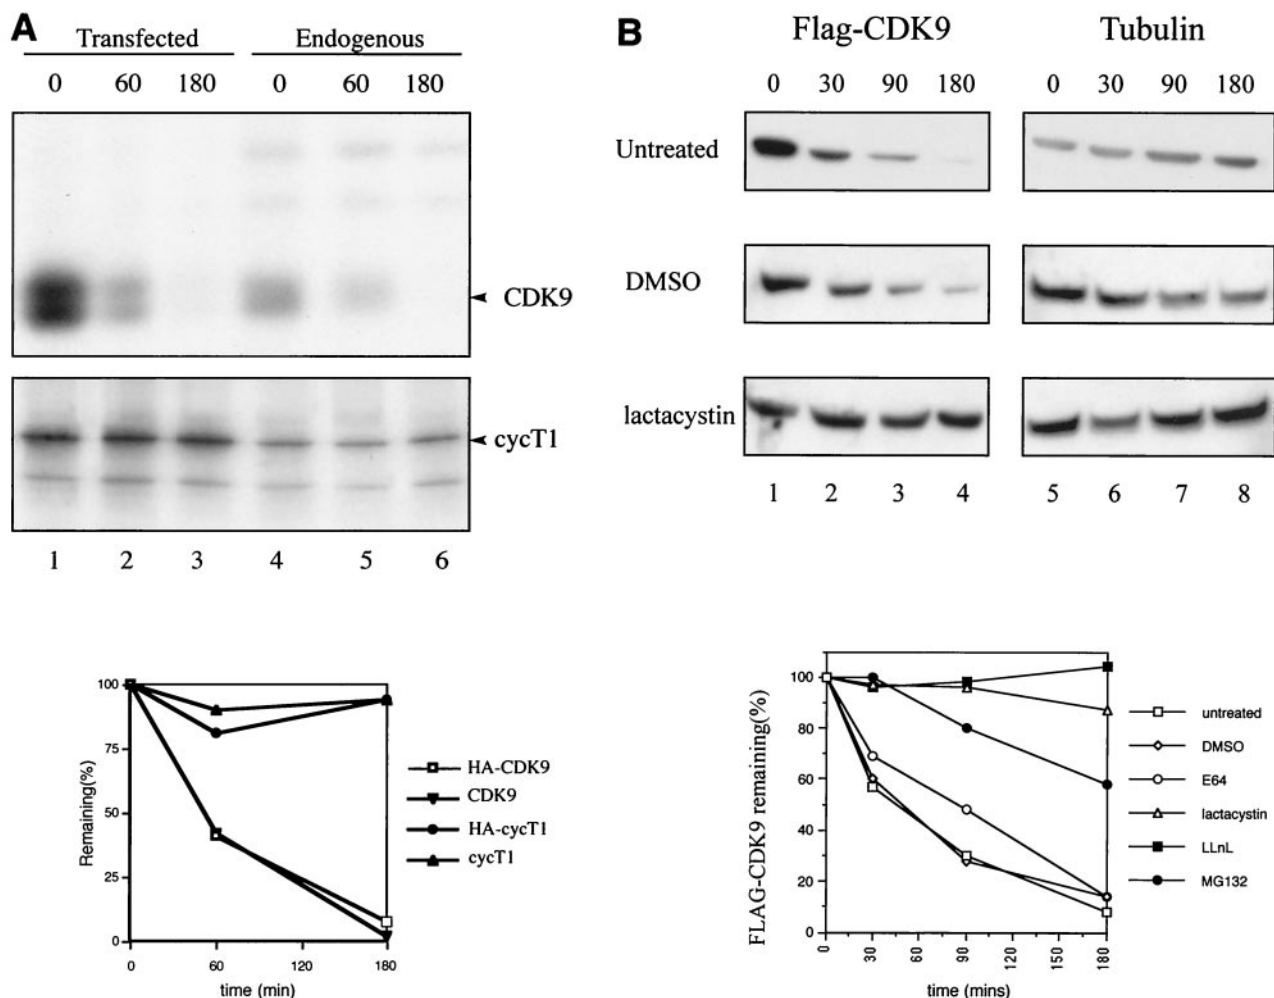 A
Transfected Endogenous
0 60 180 0 60 180
CDK9
cycT1
1 2 3 4 5 6
100
75
50
25
0
Remaining(%)
0 60 120 180
time (min)
HA-CDK9
CDK9
HA-cycT1
cycT1
B
Flag-CDK9 Tubulin
0 30 90 180 0 30 90 180
Untreated
DMSO
lactacystin
1 2 3 4 5 6 7 8
100
80
60
40
20
0
FLAG-CDK9 remaining(%)
0 30 60 90 120 150 180
time (mins)
untreated
DMSO
E64
lactacystin
LLnL
MG132